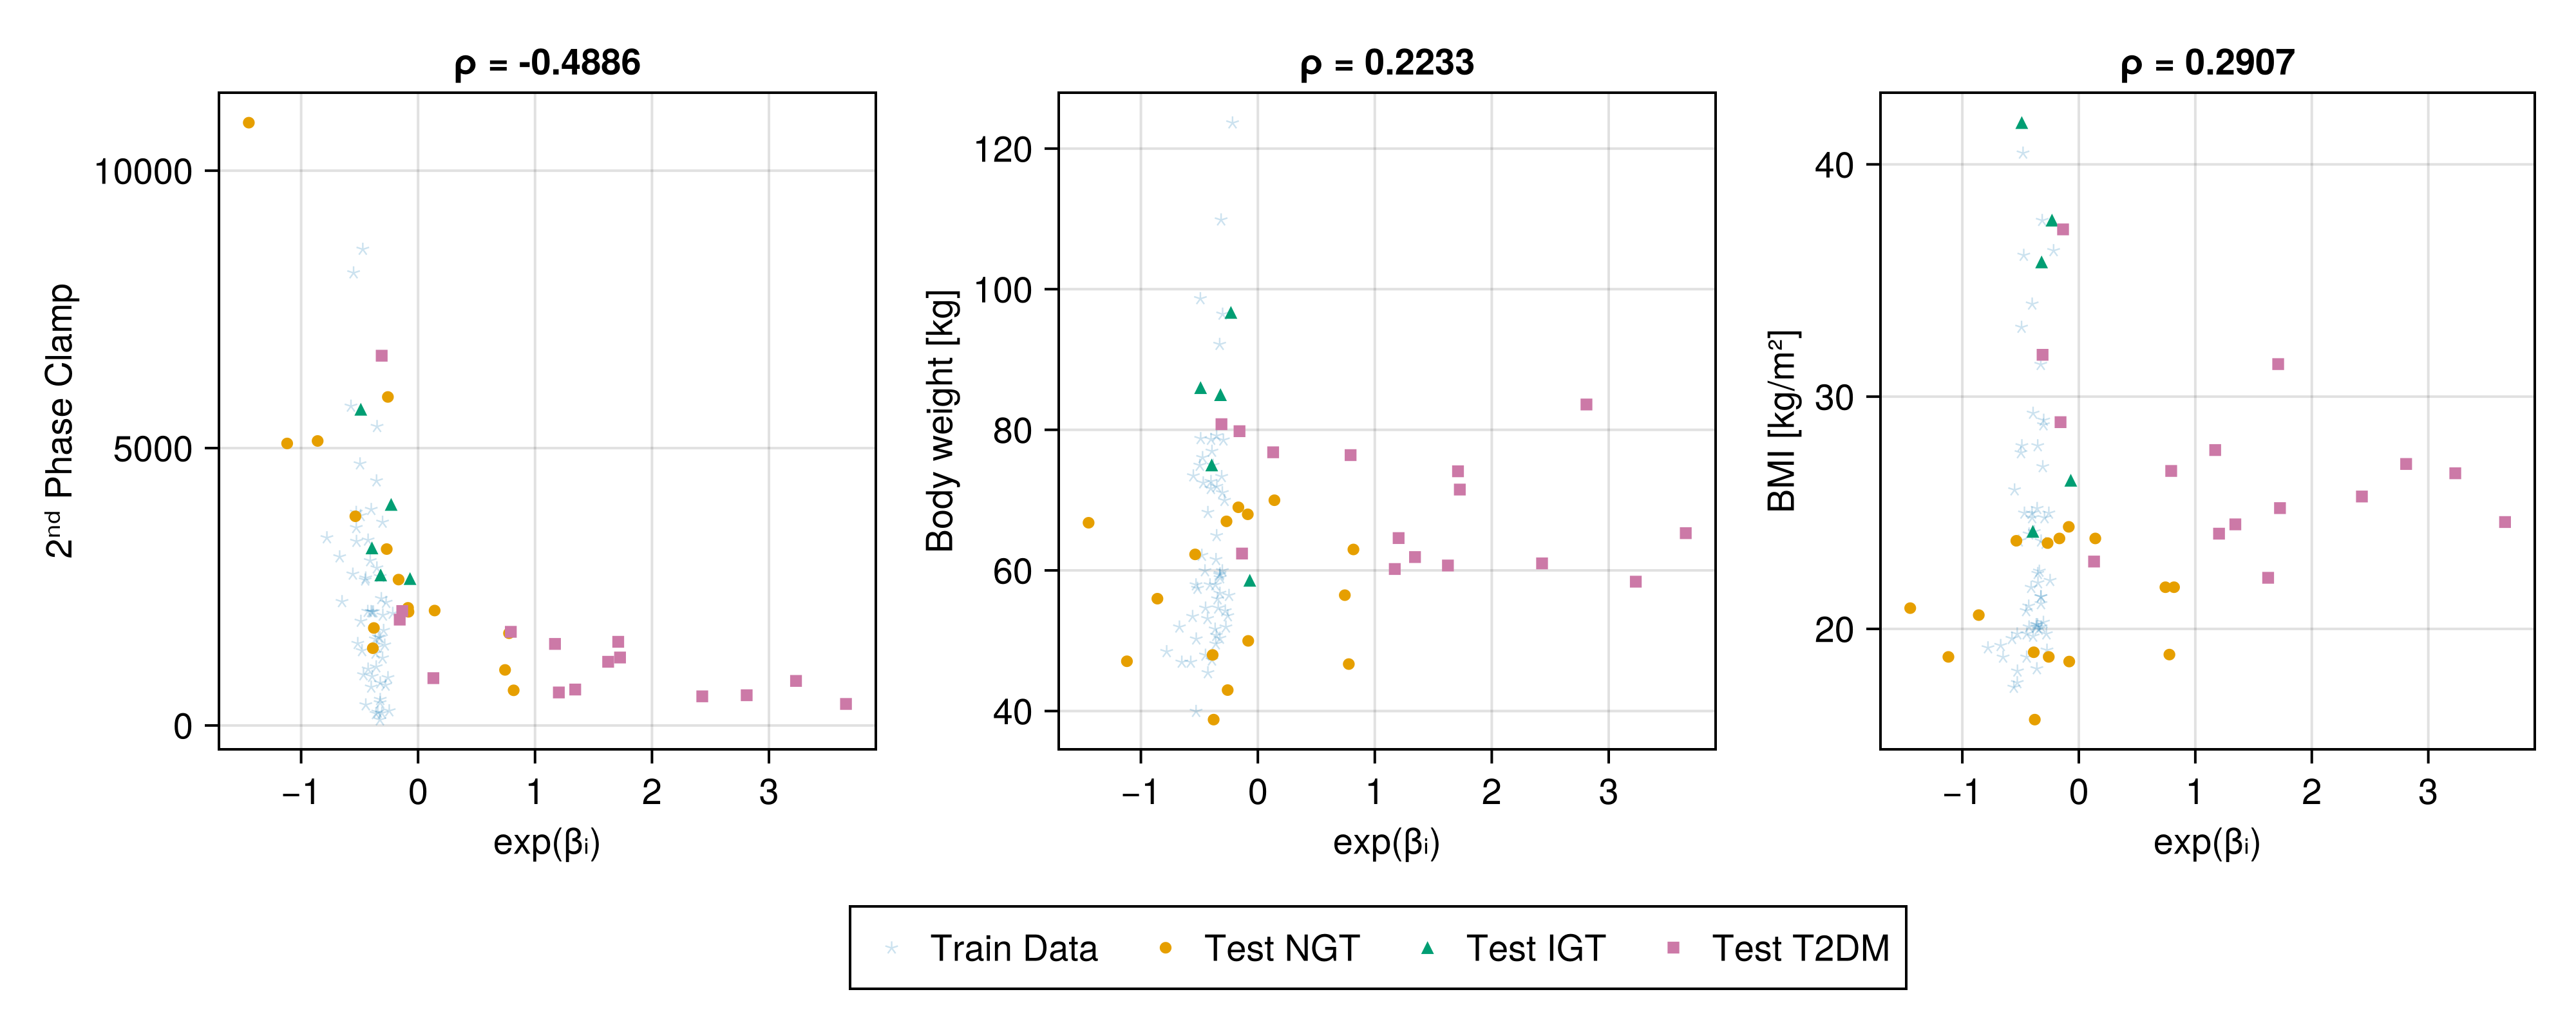 ρ = -0.4886
2ⁿᵈ Phase Clamp
10000
5000
0
−1 0 1 2 3
exp(βᵢ)
ρ = 0.2233
Body weight [kg]
120
100
80
60
40
−1 0 1 2 3
exp(βᵢ)
ρ = 0.2907
BMI [kg/m²]
40
30
20
−1 0 1 2 3
exp(βᵢ)
Train Data Test NGT Test IGT Test T2DM